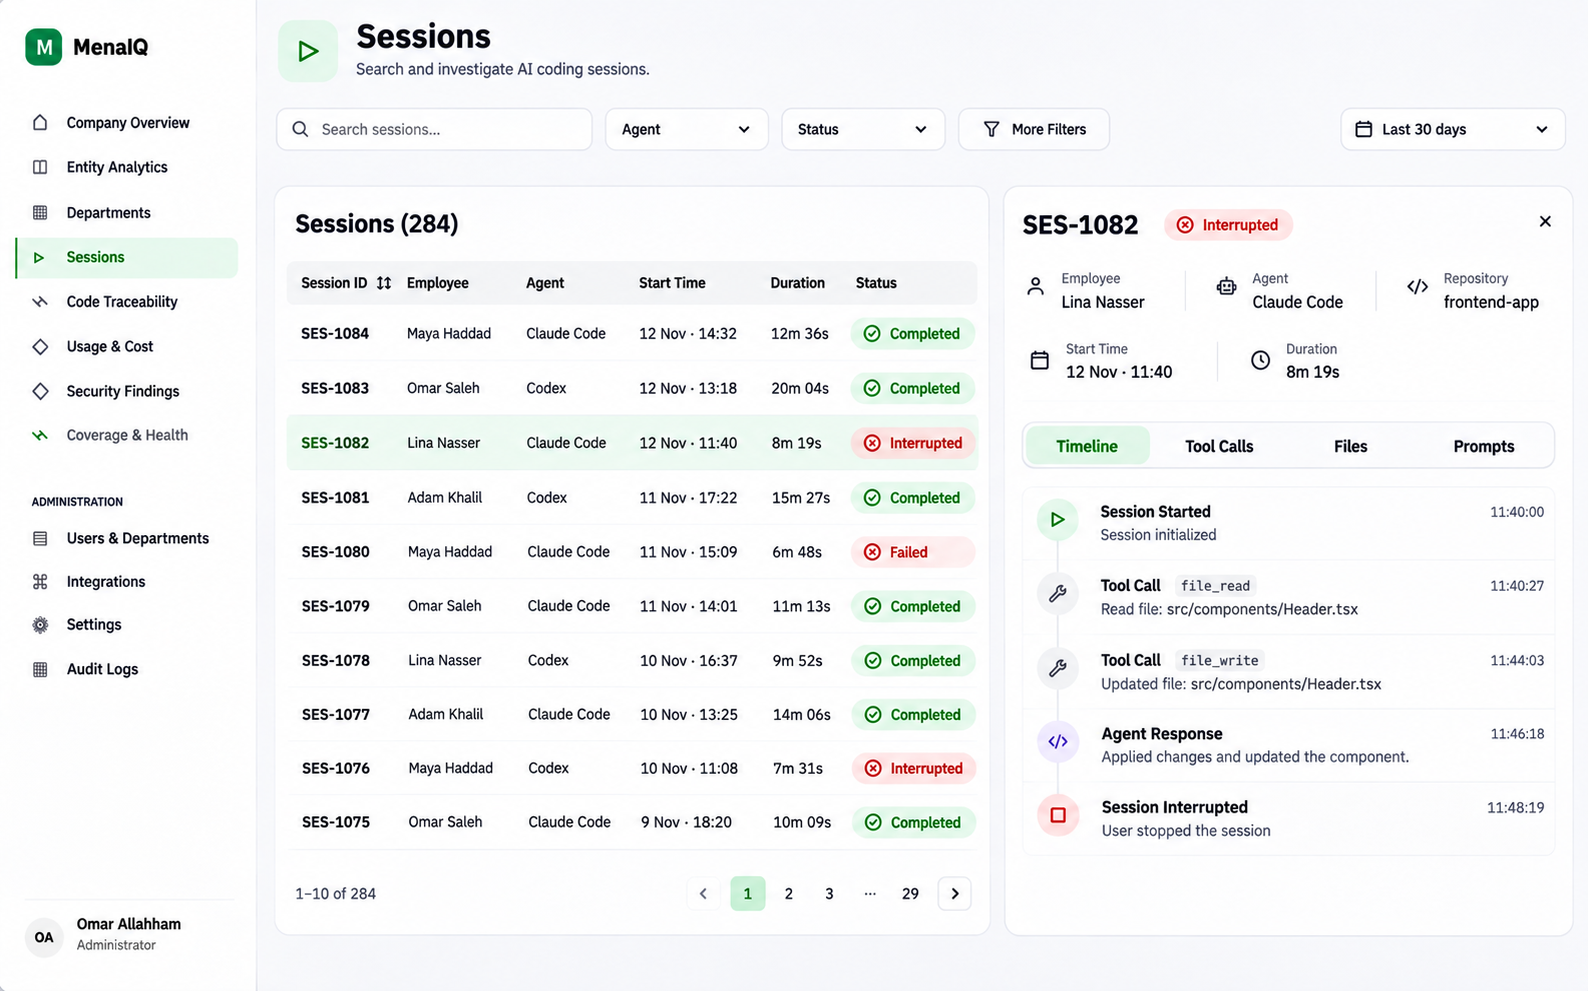 M MenaIQ
Company Overview
Entity Analytics
Departments
Sessions
Code Traceability
Usage & Cost
Security Findings
Coverage & Health
ADMINISTRATION
Users & Departments
Integrations
Settings
Audit Logs
OA
Omar Allahham
Administrator
Sessions
Search and investigate AI coding sessions.
Search sessions...
Agent
Status
More Filters
Last 30 days
Sessions (284)
Session ID Employee Agent Start Time Duration Status
SES-1084 Maya Haddad Claude Code 12 Nov · 14:32 12m 36s Completed
SES-1083 Omar Saleh Codex 12 Nov · 13:18 20m 04s Completed
SES-1082 Lina Nasser Claude Code 12 Nov · 11:40 8m 19s Interrupted
SES-1081 Adam Khalil Codex 11 Nov · 17:22 15m 27s Completed
SES-1080 Maya Haddad Claude Code 11 Nov · 15:09 6m 48s Failed
SES-1079 Omar Saleh Claude Code 11 Nov · 14:01 11m 13s Completed
SES-1078 Lina Nasser Codex 10 Nov · 16:37 9m 52s Completed
SES-1077 Adam Khalil Claude Code 10 Nov · 13:25 14m 06s Completed
SES-1076 Maya Haddad Codex 10 Nov · 11:08 7m 31s Interrupted
SES-1075 Omar Saleh Claude Code 9 Nov · 18:20 10m 09s Completed
1–10 of 284
1 2 3 ··· 29
SES-1082 Interrupted
Employee
Lina Nasser
Agent
Claude Code
Repository
frontend-app
Start Time
12 Nov · 11:40
Duration
8m 19s
Timeline Tool Calls Files Prompts
Session Started 11:40:00
Session initialized
Tool Call file_read 11:40:27
Read file: src/components/Header.tsx
Tool Call file_write 11:44:03
Updated file: src/components/Header.tsx
Agent Response 11:46:18
Applied changes and updated the component.
Session Interrupted 11:48:19
User stopped the session